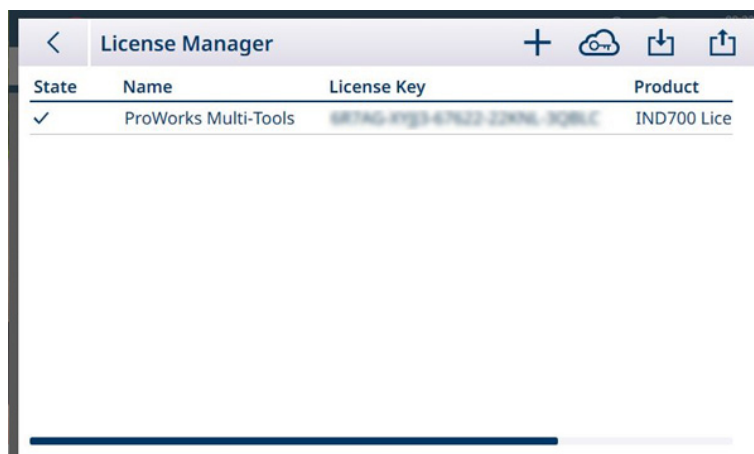 License Manager
State Name License Key Product
ProWorks Multi-Tools IND700 Lice